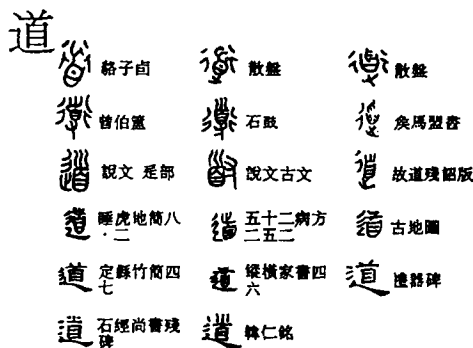 道
貉子卣 散盤 散盤
曾伯簠 石鼓 侯馬盟書
說文 辵部 說文古文 故道殘詔版
睡虎地簡八・二 五十二病方二五二 古地圖
定縣竹簡四七 縱橫家書四六 禮器碑
石經尚書殘碑 韓仁銘